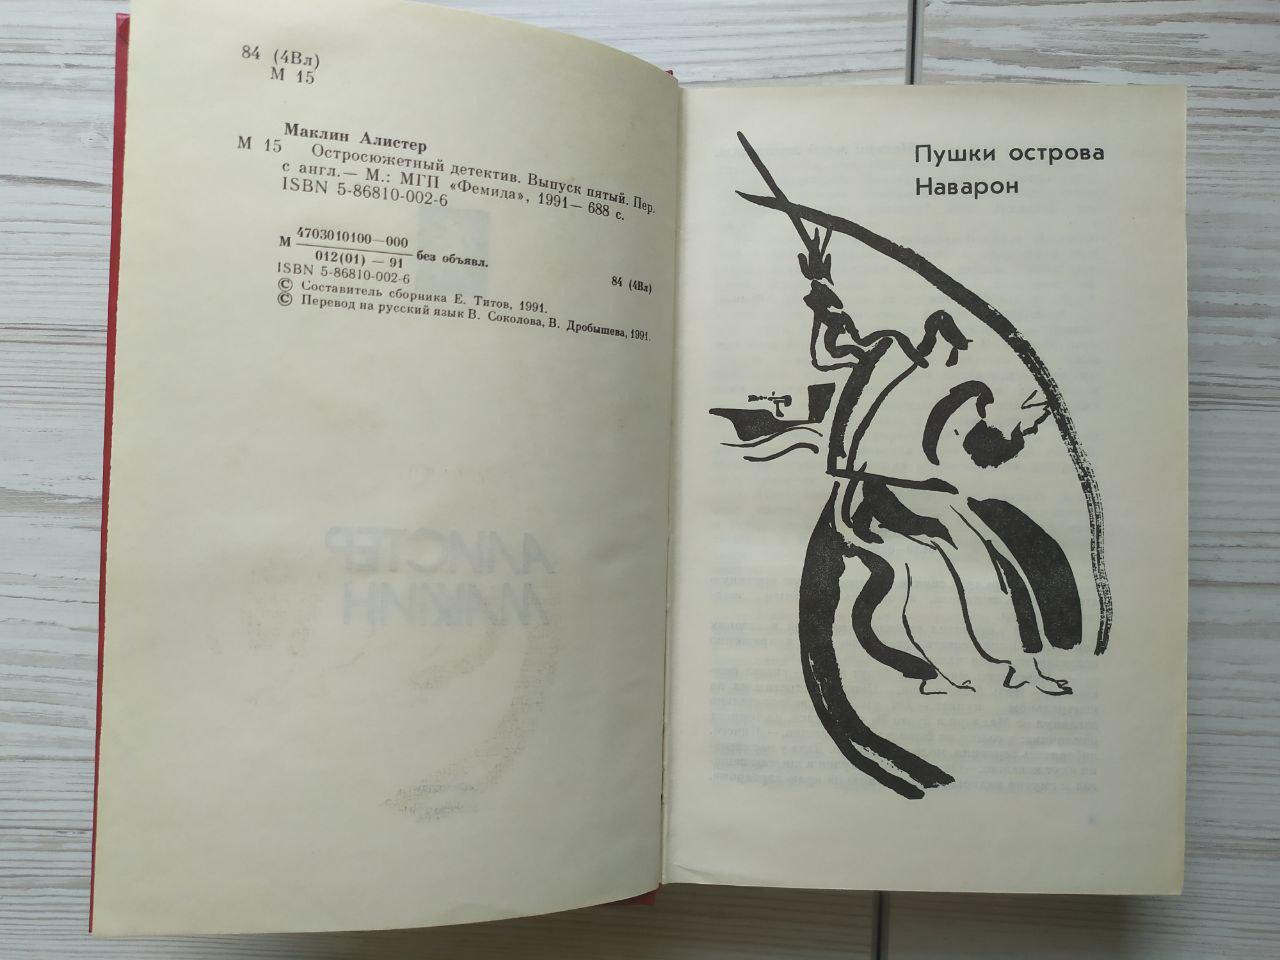 84 (4Вл)
М 15
Маклин Алистер
М 15 Остросюжетный детектив. Выпуск пятый. Пер.
с англ.— М.: МГП «Фемида», 1991— 688 с.
ISBN 5-86810-002-6
4703010100—000
М 012(01) — 91 без объявл.
84 (4Вл)
ISBN 5-86810-002-6
© Составитель сборника Е. Титов, 1991.
© Перевод на русский язык В. Соколова, В. Дробышева, 1991.
АЛИСТЕР
МАКЛИН
Пушки острова
Наварон